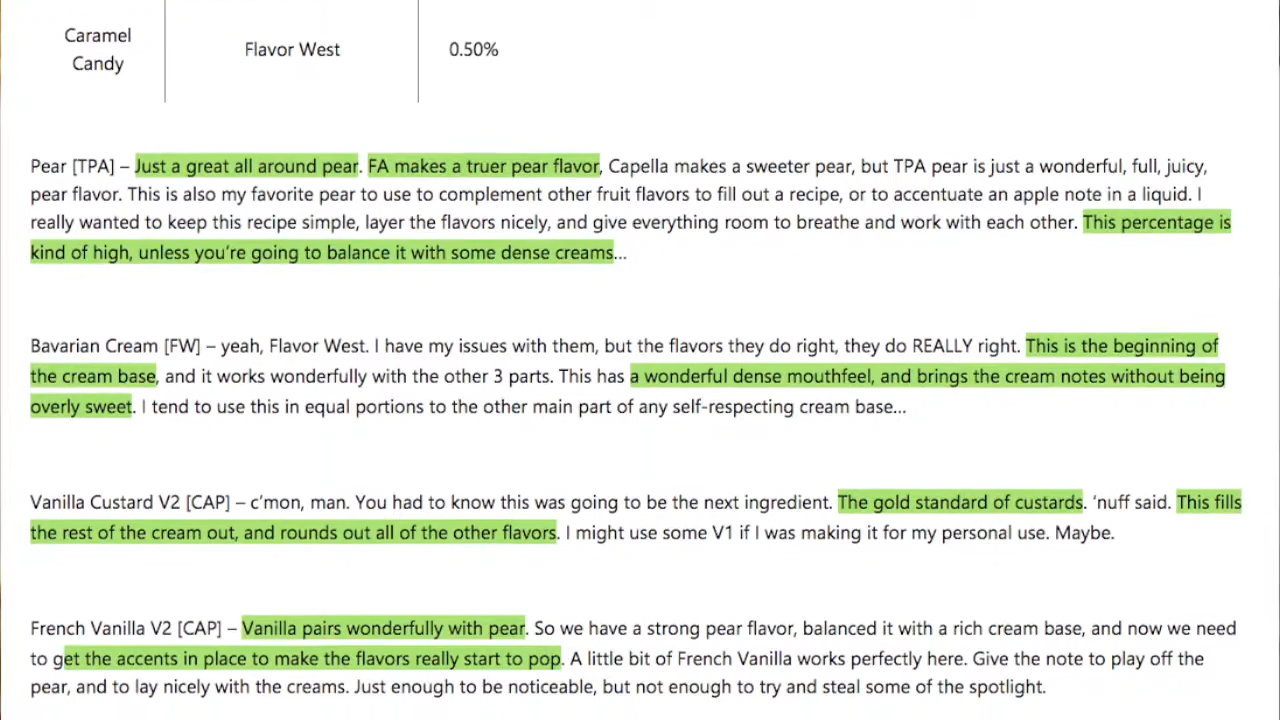 Caramel
Candy
Flavor West
0.50%
Pear [TPA] – Just a great all around pear. FA makes a truer pear flavor, Capella makes a sweeter pear, but TPA pear is just a wonderful, full, juicy,
pear flavor. This is also my favorite pear to use to complement other fruit flavors to fill out a recipe, or to accentuate an apple note in a liquid. I
really wanted to keep this recipe simple, layer the flavors nicely, and give everything room to breathe and work with each other. This percentage is
kind of high, unless you’re going to balance it with some dense creams...
Bavarian Cream [FW] – yeah, Flavor West. I have my issues with them, but the flavors they do right, they do REALLY right. This is the beginning of
the cream base, and it works wonderfully with the other 3 parts. This has a wonderful dense mouthfeel, and brings the cream notes without being
overly sweet. I tend to use this in equal portions to the other main part of any self-respecting cream base...
Vanilla Custard V2 [CAP] – c’mon, man. You had to know this was going to be the next ingredient. The gold standard of custards. ‘nuff said. This fills
the rest of the cream out, and rounds out all of the other flavors. I might use some V1 if I was making it for my personal use. Maybe.
French Vanilla V2 [CAP] – Vanilla pairs wonderfully with pear. So we have a strong pear flavor, balanced it with a rich cream base, and now we need
to get the accents in place to make the flavors really start to pop. A little bit of French Vanilla works perfectly here. Give the note to play off the
pear, and to lay nicely with the creams. Just enough to be noticeable, but not enough to try and steal some of the spotlight.